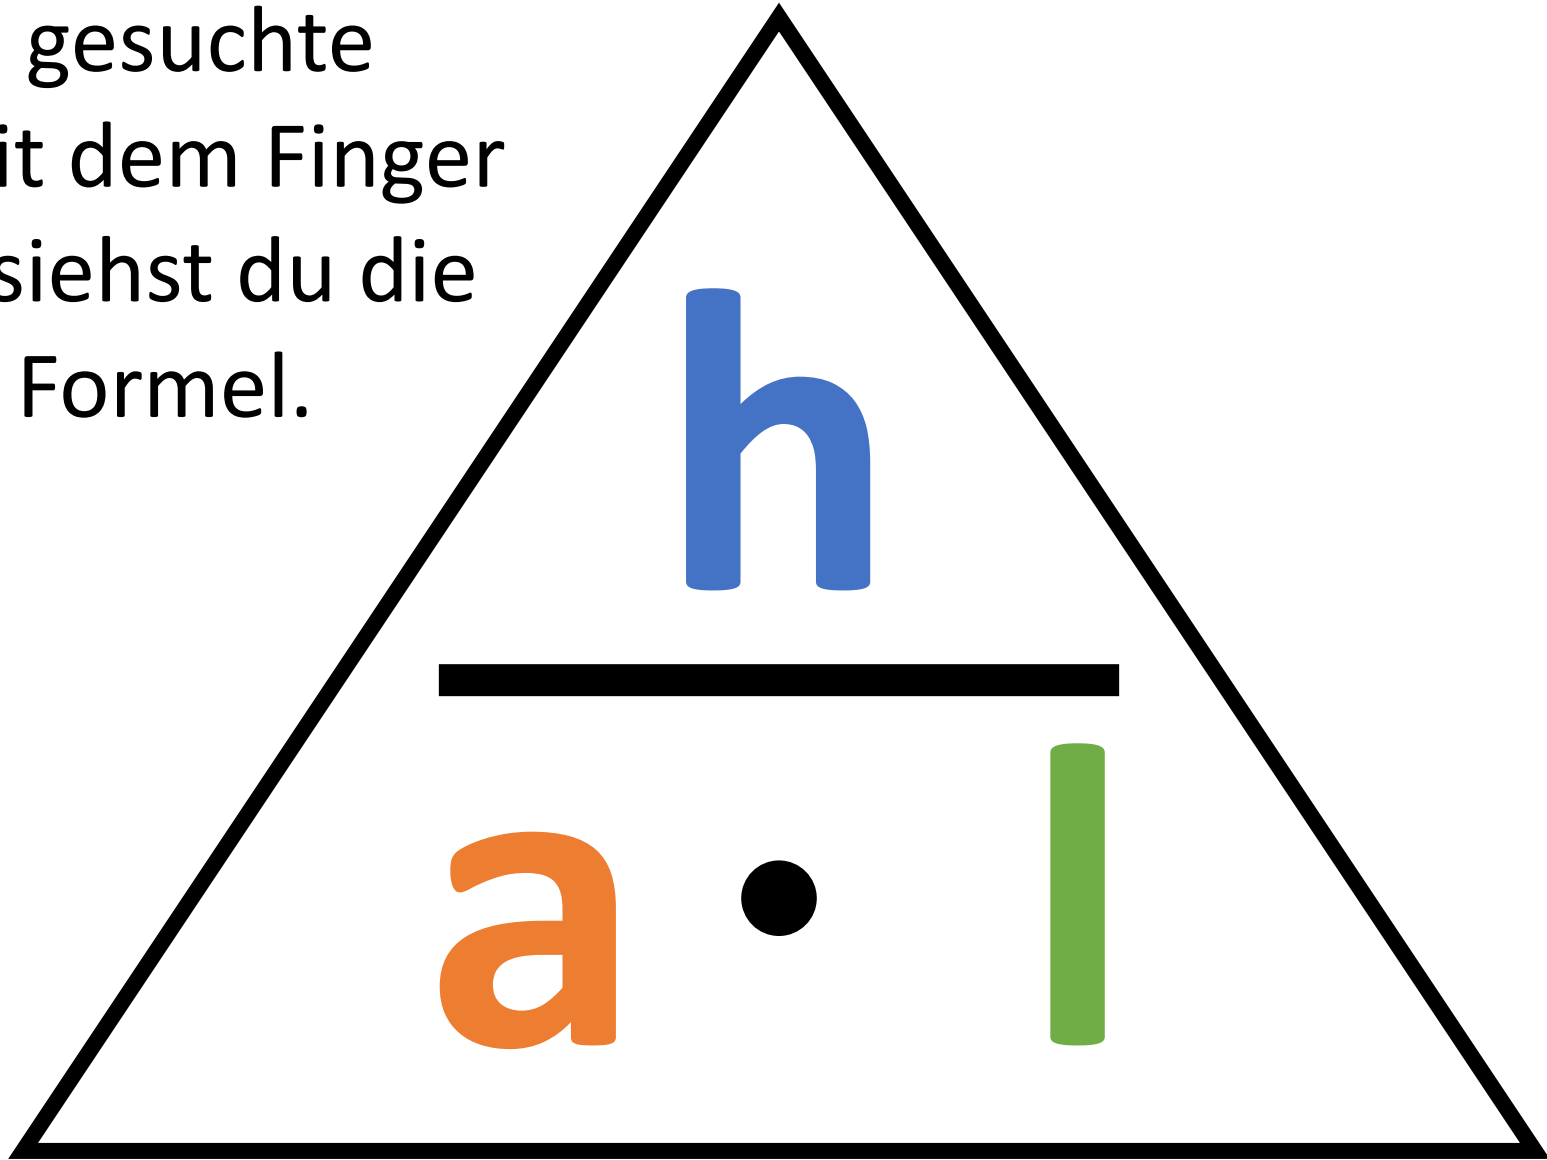 gesuchte
it dem Finger
siehst du die
Formel.
h
a • l